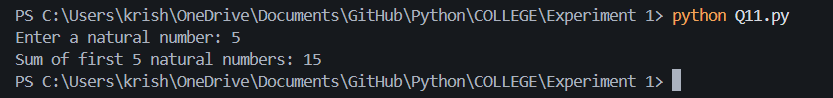 PS C:\Users\krish\OneDrive\Documents\GitHub\Python\COLLEGE\Experiment 1> python Q11.py
Enter a natural number: 5
Sum of first 5 natural numbers: 15
PS C:\Users\krish\OneDrive\Documents\GitHub\Python\COLLEGE\Experiment 1>